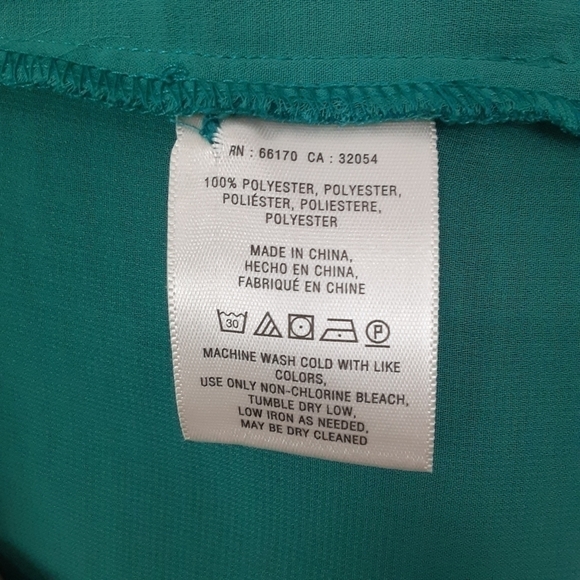 RN : 66170 CA : 32054
100% POLYESTER, POLYESTER,
POLIÉSTER, POLIESTERE,
POLYESTER
MADE IN CHINA,
HECHO EN CHINA,
FABRIQUÉ EN CHINE
30 P
MACHINE WASH COLD WITH LIKE
COLORS,
USE ONLY NON-CHLORINE BLEACH,
TUMBLE DRY LOW,
LOW IRON AS NEEDED,
MAY BE DRY CLEANED